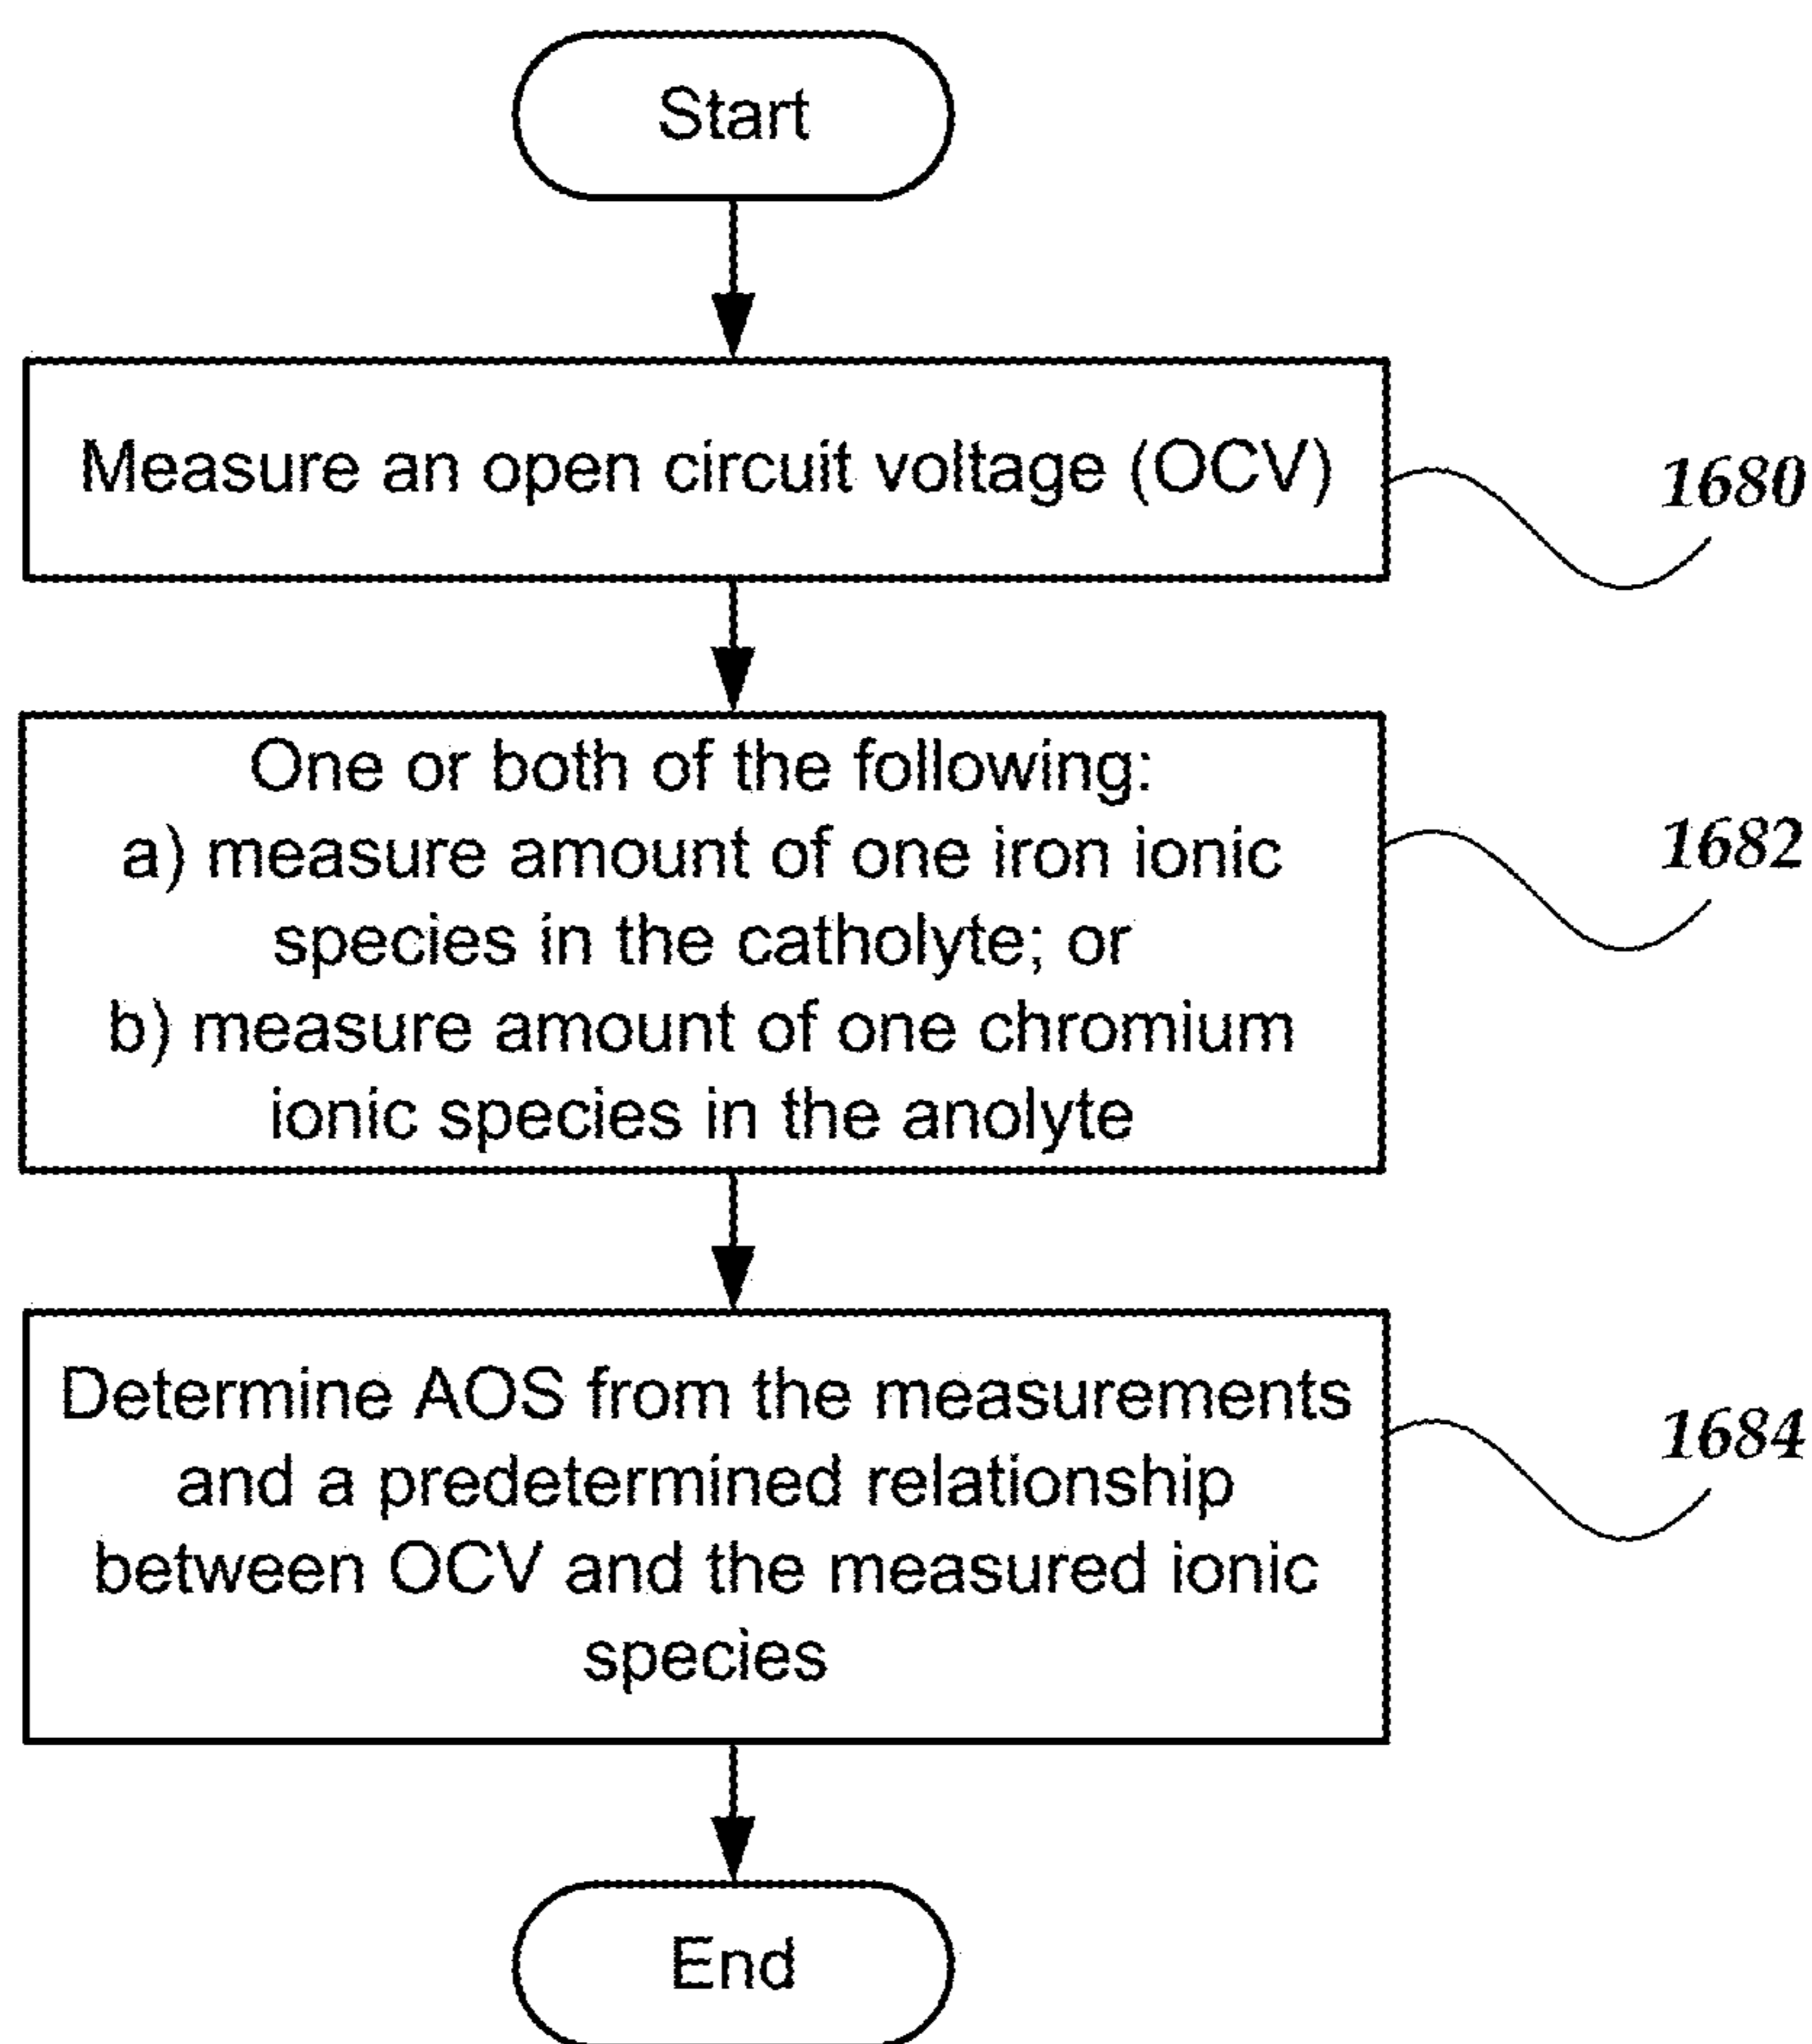 Start
Measure an open circuit voltage (OCV)
1680
One or both of the following:
a) measure amount of one iron ionic
species in the catholyte; or
b) measure amount of one chromium
ionic species in the anolyte
1682
Determine AOS from the measurements
and a predetermined relationship
between OCV and the measured ionic
species
1684
End